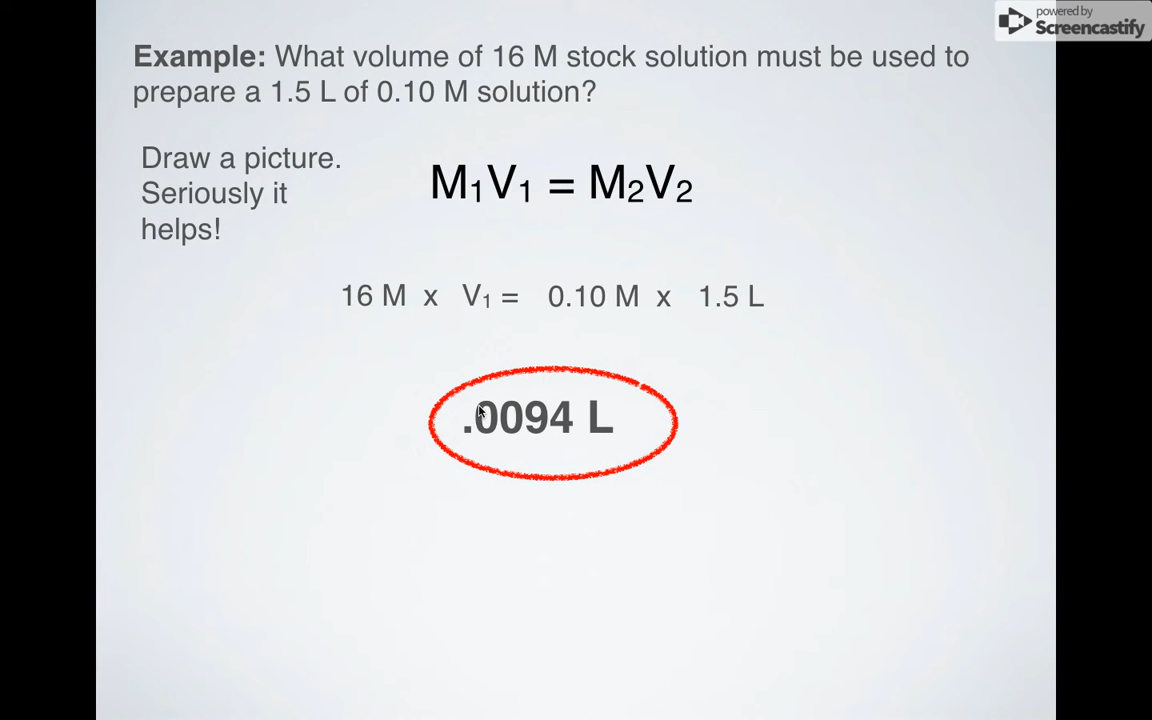 powered by
Screencastify
Example: What volume of 16 M stock solution must be used to
prepare a 1.5 L of 0.10 M solution?
Draw a picture.
Seriously it
helps!
M₁V₁ = M₂V₂
16 M x V₁ = 0.10 M x 1.5 L
.0094 L